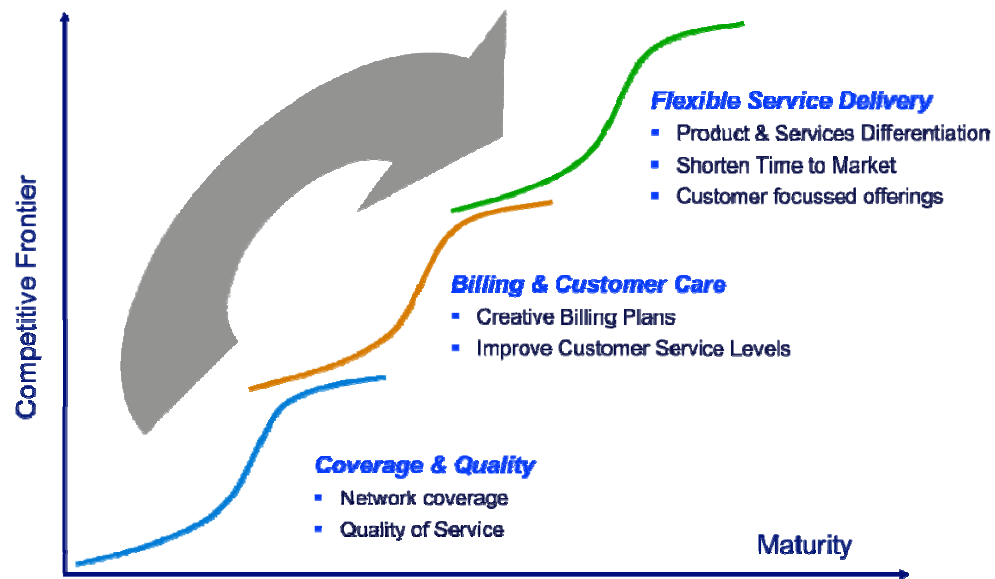 Competitive Frontier
Flexible Service Delivery
▪ Product & Services Differentiation
▪ Shorten Time to Market
▪ Customer focussed offerings
Billing & Customer Care
▪ Creative Billing Plans
▪ Improve Customer Service Levels
Coverage & Quality
▪ Network coverage
▪ Quality of Service
Maturity